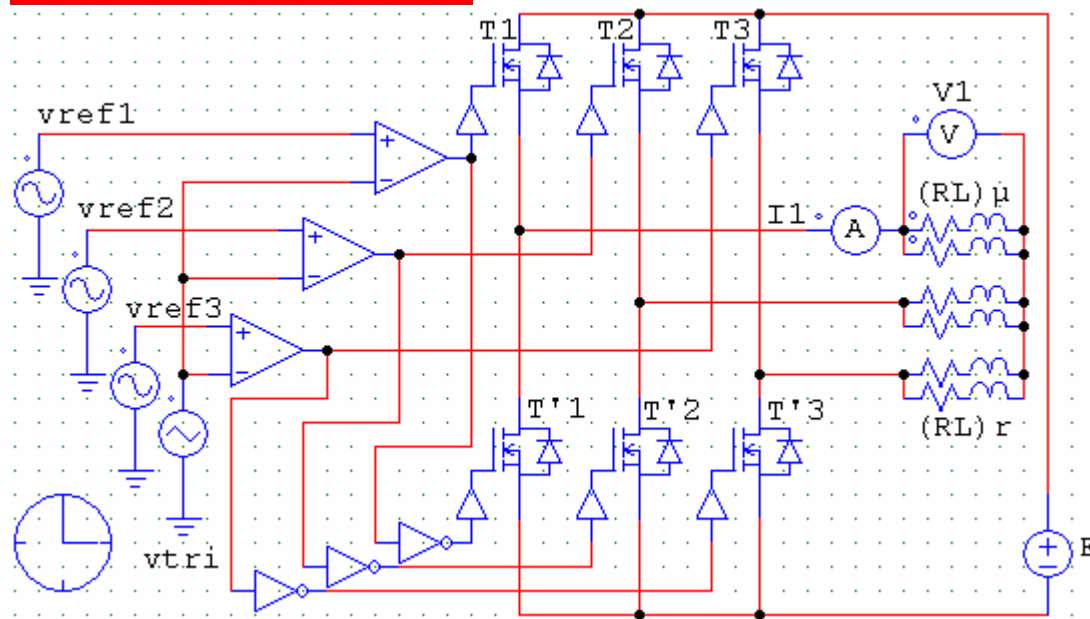 T1
T2
T3
vref1
V1
V
vref2
(RL)µ
I1
A
vref3
T'1
T'2
T'3
(RL)r
vtri
E